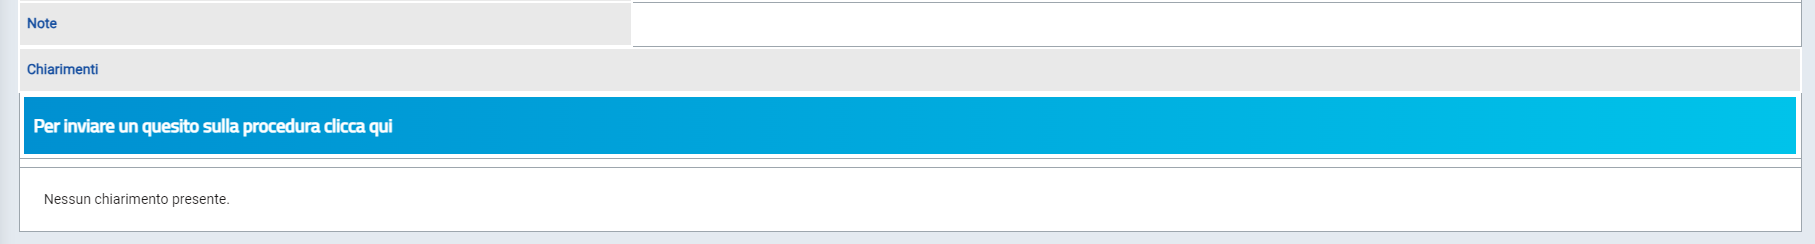 Note
Chiarimenti
Per inviare un quesito sulla procedura clicca qui
Nessun chiarimento presente.